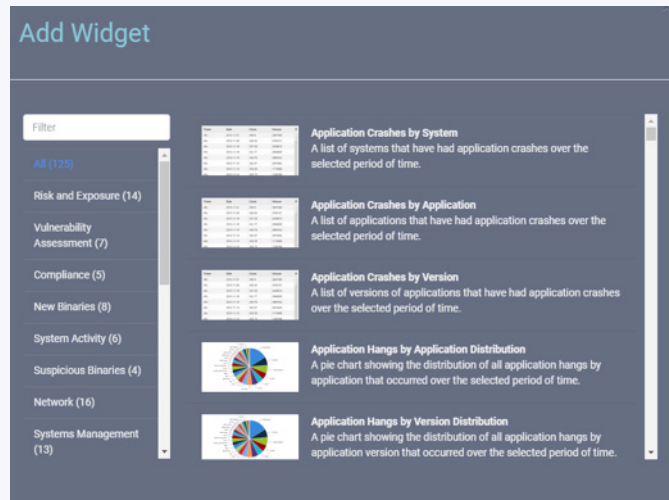 Add Widget
Filter
All (125)
Risk and Exposure (14)
Vulnerability
Assessment (7)
Compliance (5)
New Binaries (8)
System Activity (6)
Suspicious Binaries (4)
Network (16)
Systems Management
(13)
Application Crashes by System
A list of systems that have had application crashes over the
selected period of time.
Application Crashes by Application
A list of applications that have had application crashes over the
selected period of time.
Application Crashes by Version
A list of versions of applications that have had application crashes
over the selected period of time.
Application Hangs by Application Distribution
A pie chart showing the distribution of all application hangs by
application that occurred over the selected period of time.
Application Hangs by Version Distribution
A pie chart showing the distribution of all application hangs by
application version that occurred over the selected period of time.